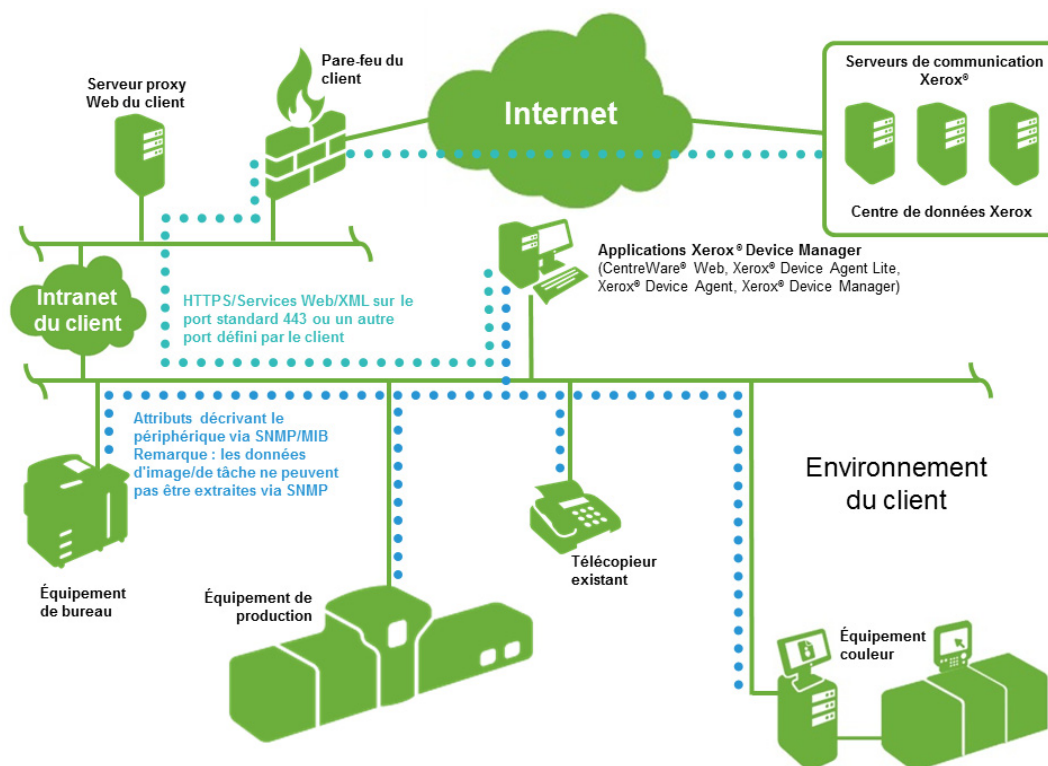 Pare-feu du
client
Serveur proxy
Web du client
Internet
Serveurs de communication
Xerox®
Centre de données Xerox
Applications Xerox® Device Manager
(CentreWare® Web, Xerox® Device Agent Lite,
Xerox® Device Agent, Xerox® Device Manager)
Intranet
du client
HTTPS/Services Web/XML sur le
port standard 443 ou un autre
port défini par le client
Attributs décrivant le
périphérique via SNMP/MIB
Remarque : les données
d'image/de tâche ne peuvent
pas être extraites via SNMP
Environnement
du client
Équipement
de bureau
Équipement de
production
Télécopieur
existant
Équipement
couleur